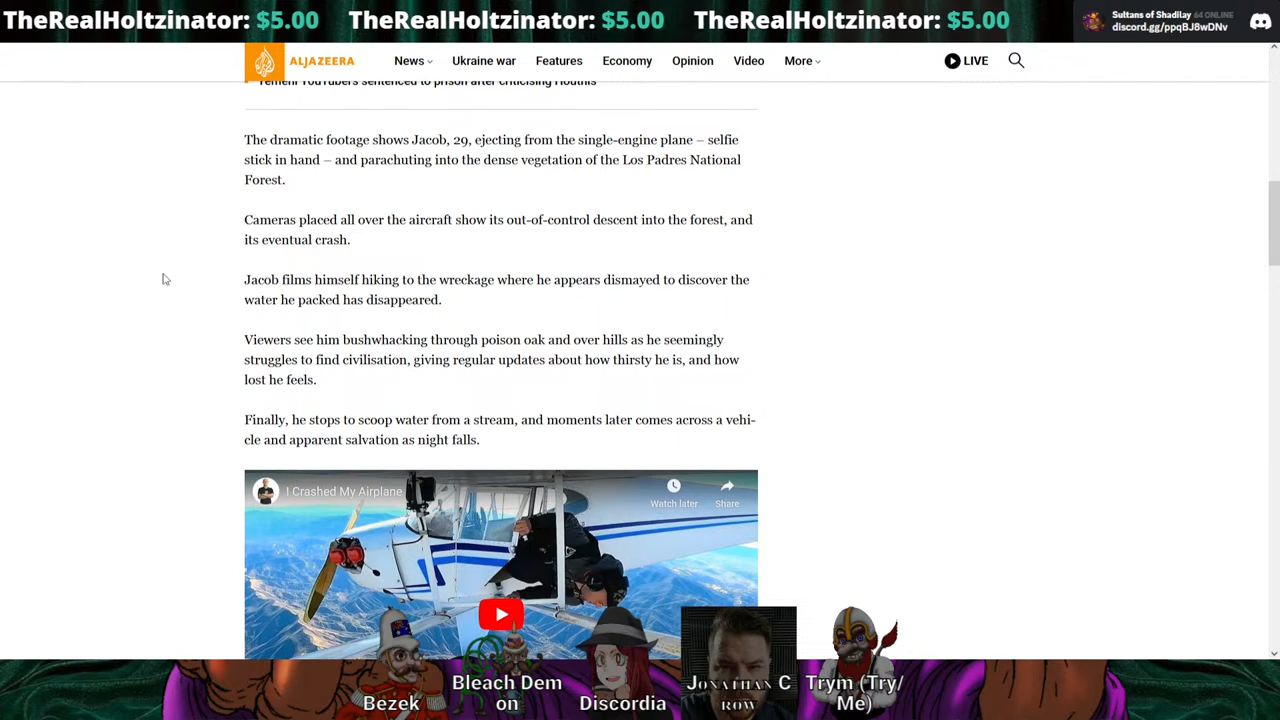 TheRealHoltzinator: $5.00 TheRealHoltzinator: $5.00 TheRealHoltzinator: $5.00
Sultans of Shadilay 64 ONLINE
discord.gg/ppqBJ8wDNv
ALJAZEERA News Ukraine war Features Economy Opinion Video More LIVE
Yemeni YouTubers sentenced to prison after criticising Houthis
The dramatic footage shows Jacob, 29, ejecting from the single-engine plane – selfie
stick in hand – and parachuting into the dense vegetation of the Los Padres National
Forest.
Cameras placed all over the aircraft show its out-of-control descent into the forest, and
its eventual crash.
Jacob films himself hiking to the wreckage where he appears dismayed to discover the
water he packed has disappeared.
Viewers see him bushwhacking through poison oak and over hills as he seemingly
struggles to find civilisation, giving regular updates about how thirsty he is, and how
lost he feels.
Finally, he stops to scoop water from a stream, and moments later comes across a vehi-
cle and apparent salvation as night falls.
I Crashed My Airplane
Watch later Share
Bezek
Bleach Dem
on
Discordia
JONATHAN C
ROW
Trym (Try/
Me)